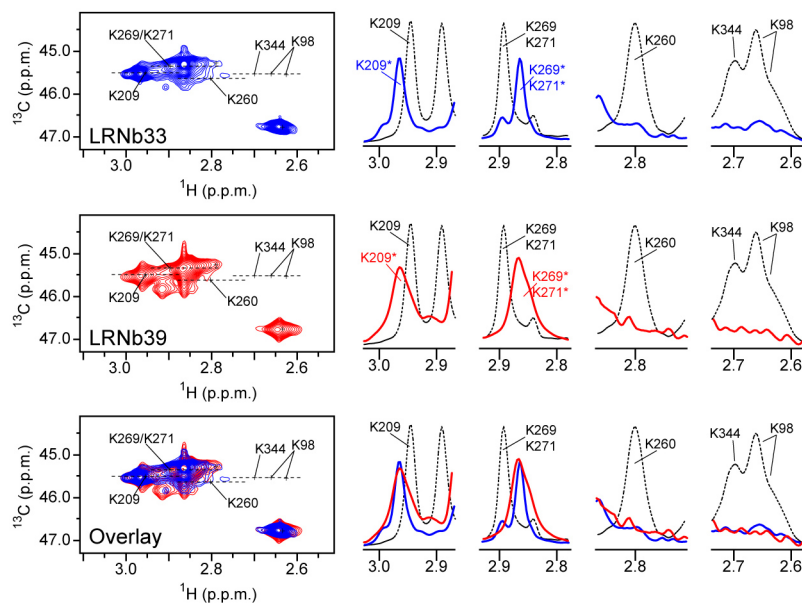 K269/K271
K344
K98
K209
K260
LRNb33
45.0
46.0
47.0
¹³C (p.p.m.)
3.0
2.8
2.6
¹H (p.p.m.)
K209
K209*
3.0
2.9
K269
K271
K269*
K271*
2.9
2.8
K260
2.8
K344
K98
2.7
2.6
K269/K271
K344
K98
K209
K260
LRNb39
45.0
46.0
47.0
¹³C (p.p.m.)
3.0
2.8
2.6
¹H (p.p.m.)
K209
K209*
3.0
2.9
K269
K271
K269*
K271*
2.9
2.8
K260
2.8
K344
K98
2.7
2.6
K269/K271
K344
K98
K209
K260
Overlay
45.0
46.0
47.0
¹³C (p.p.m.)
3.0
2.8
2.6
¹H (p.p.m.)
K209
3.0
2.9
K269
K271
2.9
2.8
K260
2.8
K344
K98
2.7
2.6